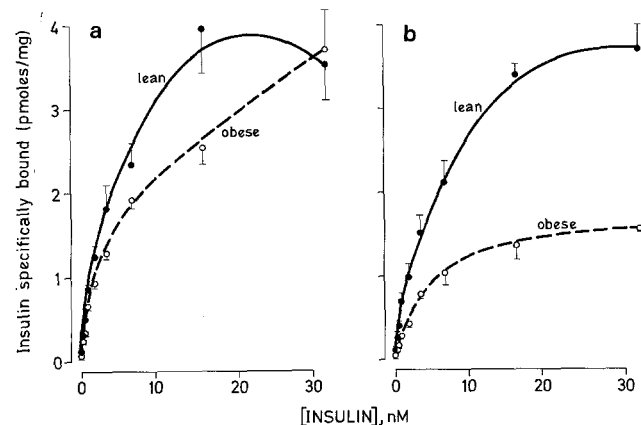 a
b
4
3
2
1
0
lean
obese
lean
obese
Insulin specifically bound (pmoles/mg)
0 10 20 30
0 10 20 30
[INSULIN], nM